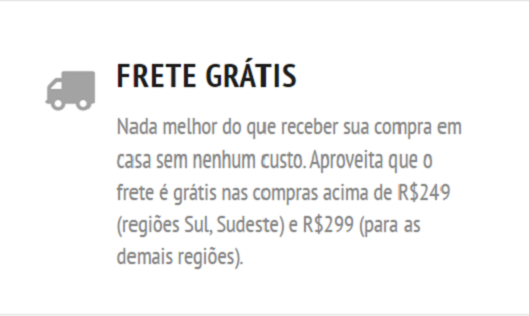 FRETE GRÁTIS
Nada melhor do que receber sua compra em
casa sem nenhum custo. Aproveita que o
frete é grátis nas compras acima de R$249
(regiões Sul, Sudeste) e R$299 (para as
demais regiões).